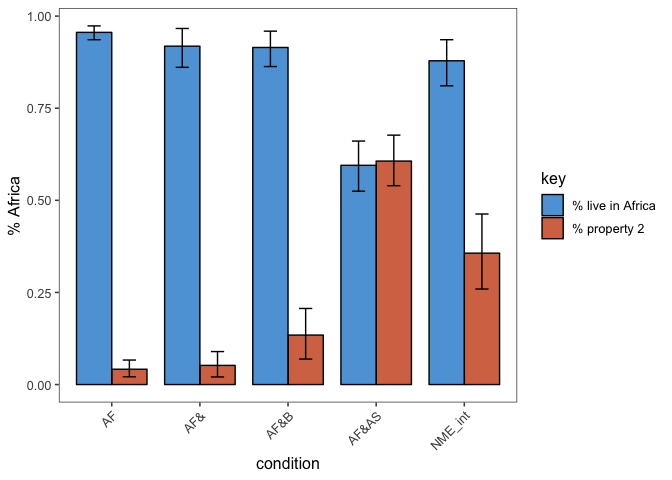 1.00
0.75
0.50
0.25
0.00
% Africa
AF
AF&
AF&B
AF&AS
NME_int
condition
key
% live in Africa
% property 2